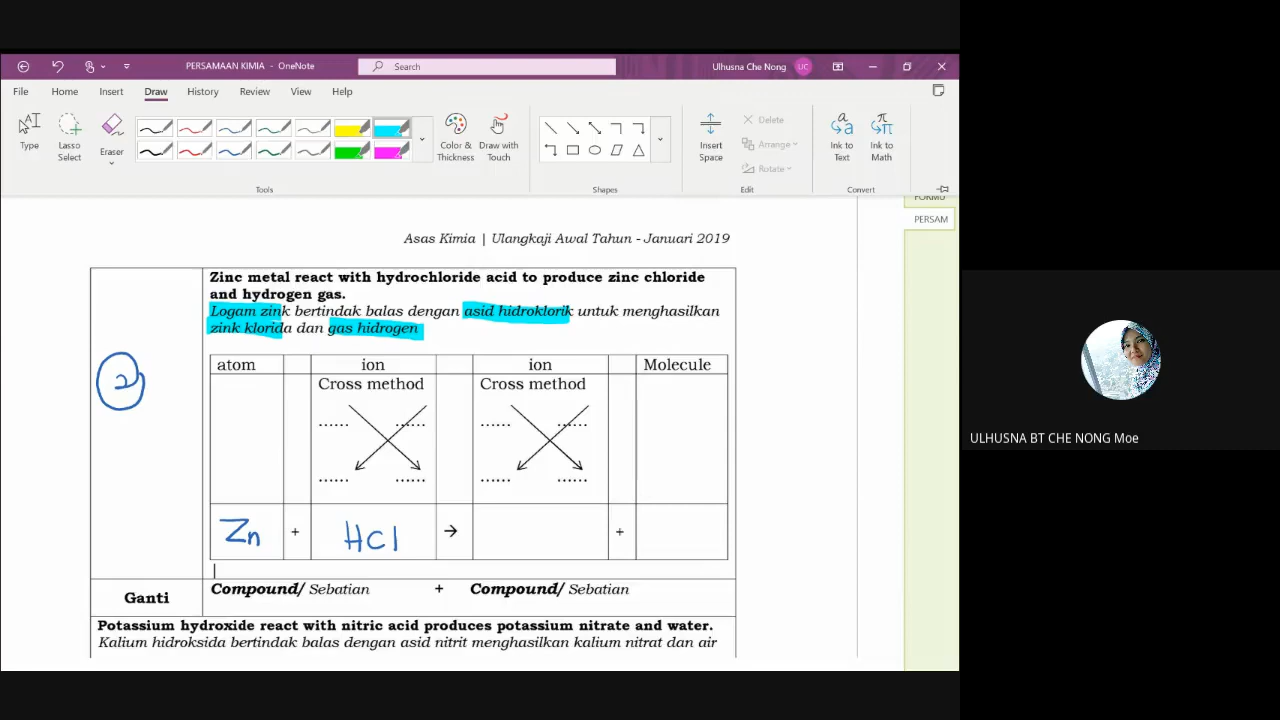 PERSAMAAN KIMIA - OneNote
Search
Ulhusna Che Nong
UC
File Home Insert Draw History Review View Help
Type
Lasso Select
Eraser
Color & Thickness
Draw with Touch
Insert Space
Delete
Arrange
Rotate
Ink to Text
Ink to Math
Tools Shapes Edit Convert
PERSAM
Asas Kimia | Ulangkaji Awal Tahun - Januari 2019
Zinc metal react with hydrochloride acid to produce zinc chloride
and hydrogen gas.
Logam zink bertindak balas dengan asid hidroklorik untuk menghasilkan
zink klorida dan gas hidrogen
2
atom ion ion Molecule
Cross method Cross method
...... ...... ...... ......
...... ...... ...... ......
Zn + HCl → +
Ganti
Compound/ Sebatian + Compound/ Sebatian
Potassium hydroxide react with nitric acid produces potassium nitrate and water.
Kalium hidroksida bertindak balas dengan asid nitrit menghasilkan kalium nitrat dan air
ULHUSNA BT CHE NONG Moe